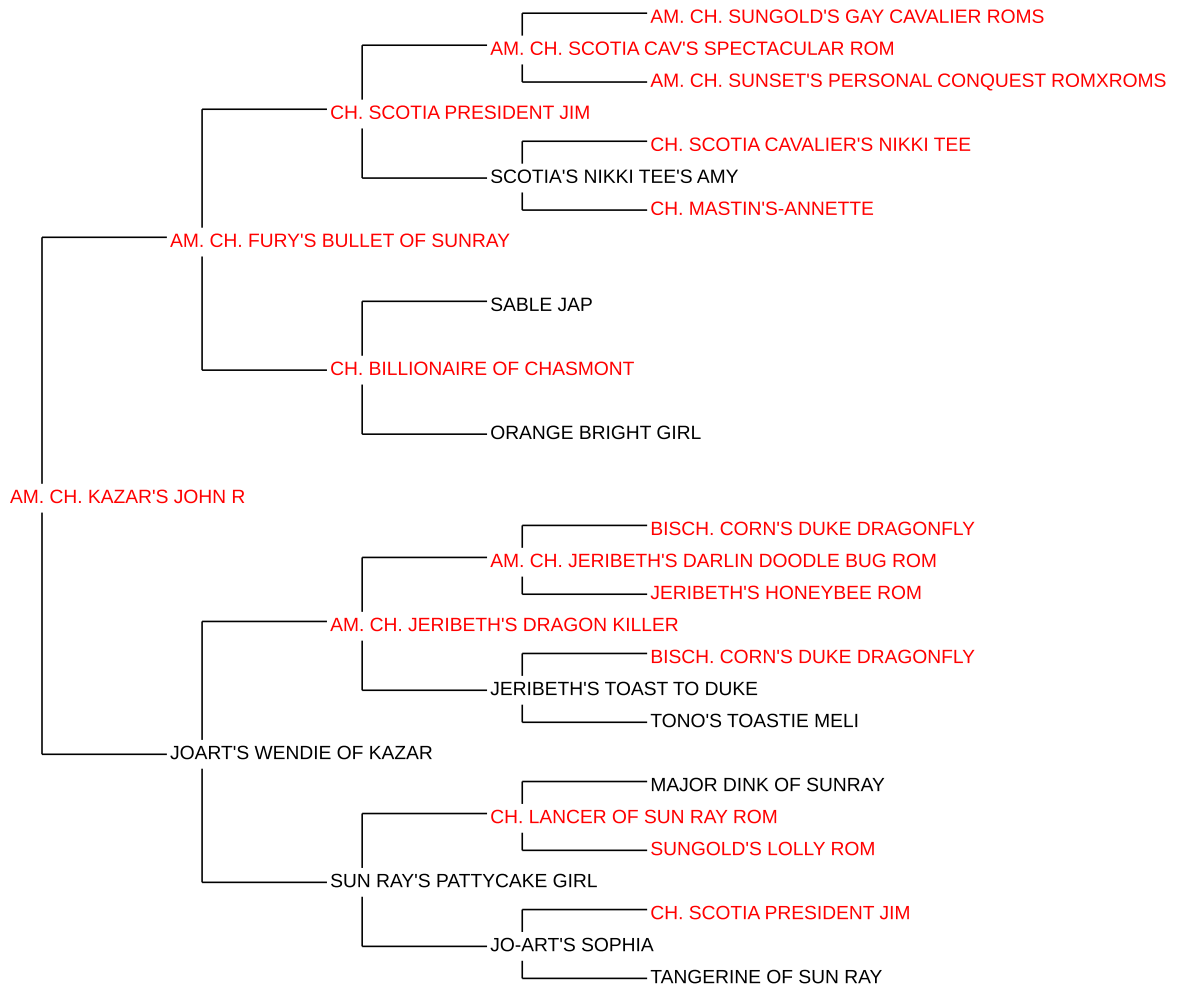 AM. CH. SUNGOLD'S GAY CAVALIER ROMS
AM. CH. SCOTIA CAV'S SPECTACULAR ROM
AM. CH. SUNSET'S PERSONAL CONQUEST ROMXROMS
CH. SCOTIA PRESIDENT JIM
CH. SCOTIA CAVALIER'S NIKKI TEE
SCOTIA'S NIKKI TEE'S AMY
CH. MASTIN'S-ANNETTE
AM. CH. FURY'S BULLET OF SUNRAY
SABLE JAP
CH. BILLIONAIRE OF CHASMONT
ORANGE BRIGHT GIRL
AM. CH. KAZAR'S JOHN R
BISCH. CORN'S DUKE DRAGONFLY
AM. CH. JERIBETH'S DARLIN DOODLE BUG ROM
JERIBETH'S HONEYBEE ROM
AM. CH. JERIBETH'S DRAGON KILLER
BISCH. CORN'S DUKE DRAGONFLY
JERIBETH'S TOAST TO DUKE
TONO'S TOASTIE MELI
JOART'S WENDIE OF KAZAR
MAJOR DINK OF SUNRAY
CH. LANCER OF SUN RAY ROM
SUNGOLD'S LOLLY ROM
SUN RAY'S PATTYCAKE GIRL
CH. SCOTIA PRESIDENT JIM
JO-ART'S SOPHIA
TANGERINE OF SUN RAY